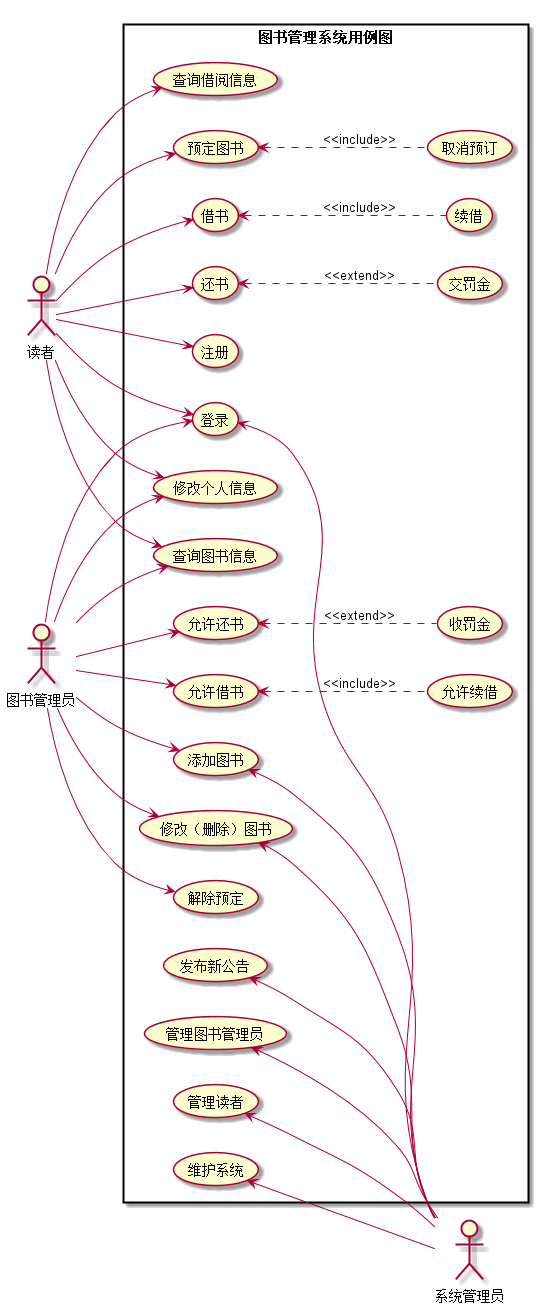 图书管理系统用例图
查询借阅信息
预定图书
<<include>>
取消预订
借书
<<include>>
续借
还书
<<extend>>
交罚金
读者
注册
登录
修改个人信息
查询图书信息
允许还书
<<extend>>
收罚金
图书管理员
允许借书
<<include>>
允许续借
添加图书
修改（删除）图书
解除预定
发布新公告
管理图书管理员
管理读者
维护系统
系统管理员